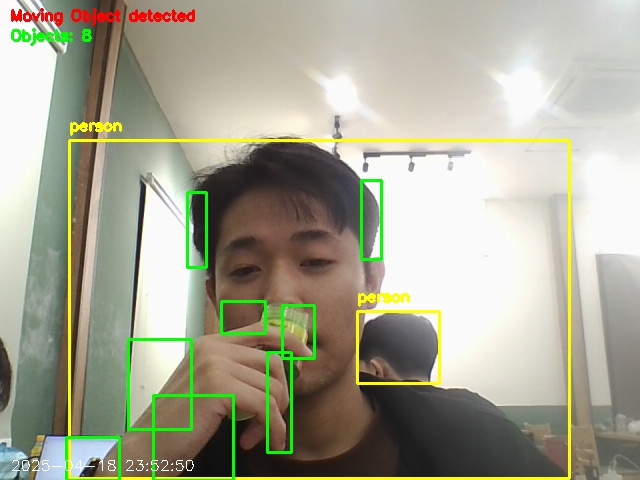 Moving Object detected
Objects: 8
person
person
2025-04-18 23:52:50